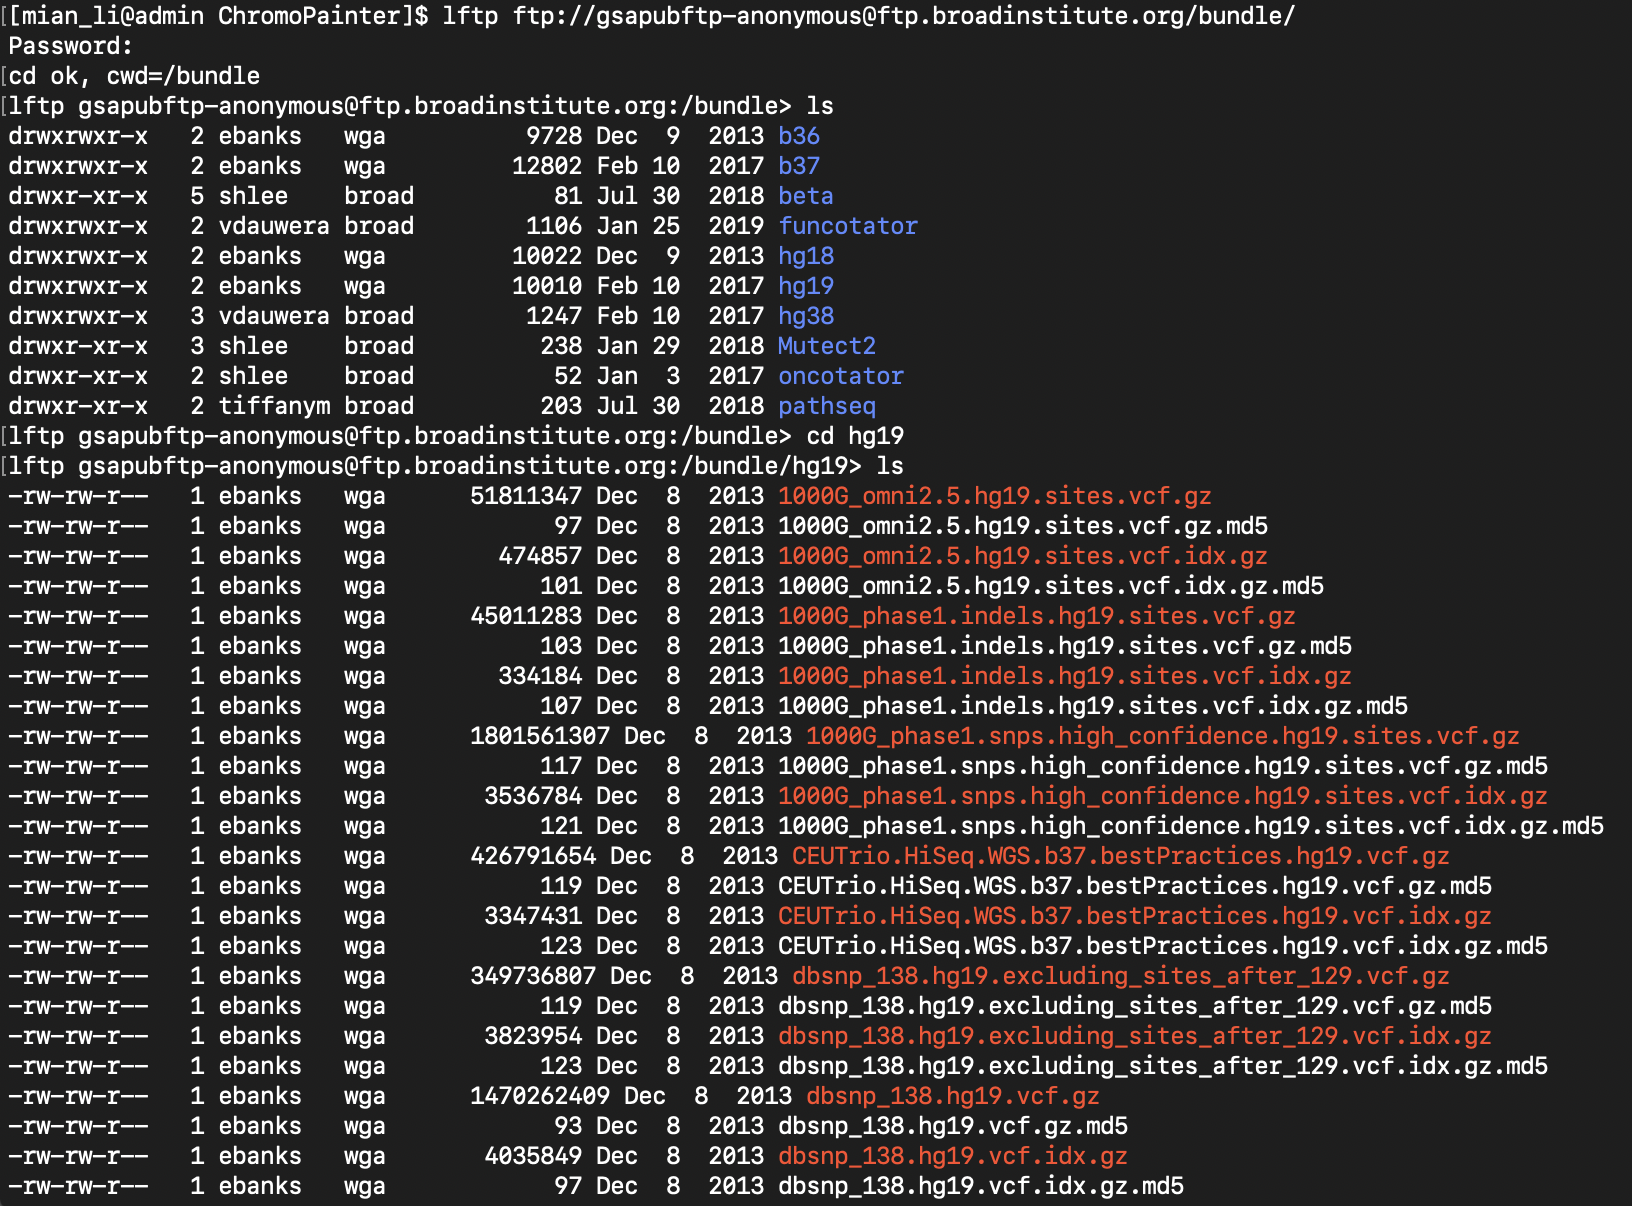 [[mian_li@admin ChromoPainter]$ lftp ftp://gsapubftp-anonymous@ftp.broadinstitute.org/bundle/
Password:
[cd ok, cwd=/bundle
[lftp gsapubftp-anonymous@ftp.broadinstitute.org:/bundle> ls
drwxrwxr-x   2 ebanks   wga          9728 Dec  9  2013 b36
drwxrwxr-x   2 ebanks   wga         12802 Feb 10  2017 b37
drwxr-xr-x   5 shlee    broad          81 Jul 30  2018 beta
drwxrwxr-x   2 vdauwera broad        1106 Jan 25  2019 funcotator
drwxrwxr-x   2 ebanks   wga         10022 Dec  9  2013 hg18
drwxrwxr-x   2 ebanks   wga         10010 Feb 10  2017 hg19
drwxrwxr-x   3 vdauwera broad        1247 Feb 10  2017 hg38
drwxr-xr-x   3 shlee    broad         238 Jan 29  2018 Mutect2
drwxr-xr-x   2 shlee    broad          52 Jan  3  2017 oncotator
drwxr-xr-x   2 tiffanym broad         203 Jul 30  2018 pathseq
[lftp gsapubftp-anonymous@ftp.broadinstitute.org:/bundle> cd hg19
[lftp gsapubftp-anonymous@ftp.broadinstitute.org:/bundle/hg19> ls
-rw-rw-r--   1 ebanks   wga      51811347 Dec  8  2013 1000G_omni2.5.hg19.sites.vcf.gz
-rw-rw-r--   1 ebanks   wga            97 Dec  8  2013 1000G_omni2.5.hg19.sites.vcf.gz.md5
-rw-rw-r--   1 ebanks   wga        474857 Dec  8  2013 1000G_omni2.5.hg19.sites.vcf.idx.gz
-rw-rw-r--   1 ebanks   wga           101 Dec  8  2013 1000G_omni2.5.hg19.sites.vcf.idx.gz.md5
-rw-rw-r--   1 ebanks   wga      45011283 Dec  8  2013 1000G_phase1.indels.hg19.sites.vcf.gz
-rw-rw-r--   1 ebanks   wga           103 Dec  8  2013 1000G_phase1.indels.hg19.sites.vcf.gz.md5
-rw-rw-r--   1 ebanks   wga        334184 Dec  8  2013 1000G_phase1.indels.hg19.sites.vcf.idx.gz
-rw-rw-r--   1 ebanks   wga           107 Dec  8  2013 1000G_phase1.indels.hg19.sites.vcf.idx.gz.md5
-rw-rw-r--   1 ebanks   wga      1801561307 Dec  8  2013 1000G_phase1.snps.high_confidence.hg19.sites.vcf.gz
-rw-rw-r--   1 ebanks   wga           117 Dec  8  2013 1000G_phase1.snps.high_confidence.hg19.sites.vcf.gz.md5
-rw-rw-r--   1 ebanks   wga       3536784 Dec  8  2013 1000G_phase1.snps.high_confidence.hg19.sites.vcf.idx.gz
-rw-rw-r--   1 ebanks   wga           121 Dec  8  2013 1000G_phase1.snps.high_confidence.hg19.sites.vcf.idx.gz.md5
-rw-rw-r--   1 ebanks   wga      426791654 Dec  8  2013 CEUTrio.HiSeq.WGS.b37.bestPractices.hg19.vcf.gz
-rw-rw-r--   1 ebanks   wga           119 Dec  8  2013 CEUTrio.HiSeq.WGS.b37.bestPractices.hg19.vcf.gz.md5
-rw-rw-r--   1 ebanks   wga       3347431 Dec  8  2013 CEUTrio.HiSeq.WGS.b37.bestPractices.hg19.vcf.idx.gz
-rw-rw-r--   1 ebanks   wga           123 Dec  8  2013 CEUTrio.HiSeq.WGS.b37.bestPractices.hg19.vcf.idx.gz.md5
-rw-rw-r--   1 ebanks   wga      349736807 Dec  8  2013 dbsnp_138.hg19.excluding_sites_after_129.vcf.gz
-rw-rw-r--   1 ebanks   wga           119 Dec  8  2013 dbsnp_138.hg19.excluding_sites_after_129.vcf.gz.md5
-rw-rw-r--   1 ebanks   wga       3823954 Dec  8  2013 dbsnp_138.hg19.excluding_sites_after_129.vcf.idx.gz
-rw-rw-r--   1 ebanks   wga           123 Dec  8  2013 dbsnp_138.hg19.excluding_sites_after_129.vcf.idx.gz.md5
-rw-rw-r--   1 ebanks   wga      1470262409 Dec  8  2013 dbsnp_138.hg19.vcf.gz
-rw-rw-r--   1 ebanks   wga            93 Dec  8  2013 dbsnp_138.hg19.vcf.gz.md5
-rw-rw-r--   1 ebanks   wga       4035849 Dec  8  2013 dbsnp_138.hg19.vcf.idx.gz
-rw-rw-r--   1 ebanks   wga            97 Dec  8  2013 dbsnp_138.hg19.vcf.idx.gz.md5